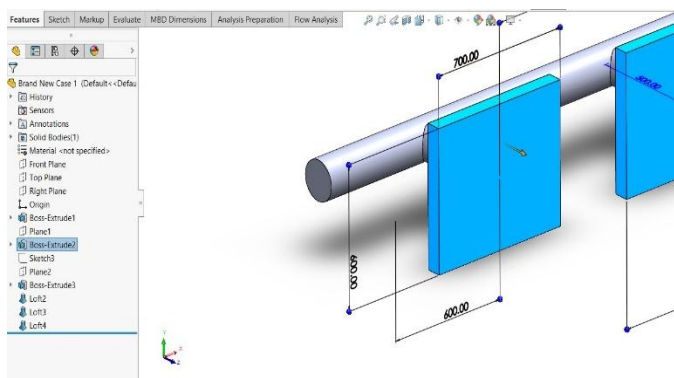 Features Sketch Markup Evaluate MBD Dimensions Analysis Preparation Flow Analysis
Brand New Case 1 (Default<<Defau
History
Sensors
Annotations
Solid Bodies(1)
Material <not specified>
Front Plane
Top Plane
Right Plane
Origin
Boss-Extrude1
Plane1
Boss-Extrude2
Sketch3
Plane2
Boss-Extrude3
Loft2
Loft3
Loft4
700.00
500.00
600.00
600.00
Y
X
Z